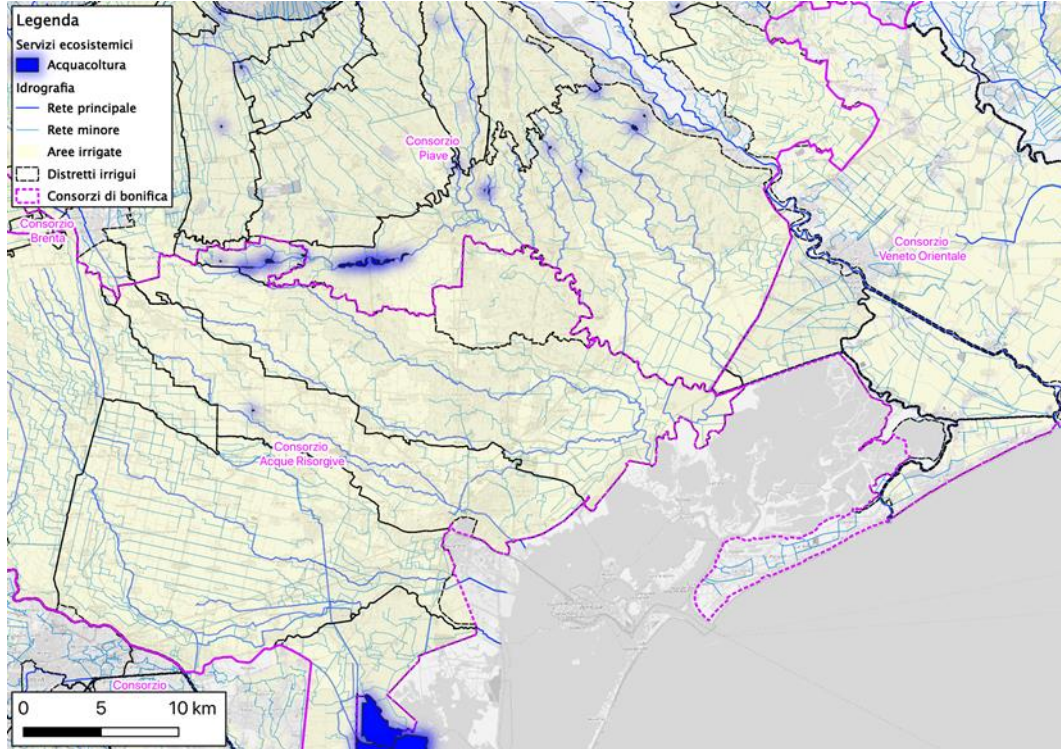 Legenda
Servizi ecosistemici
Acquacoltura
Idrografia
Rete principale
Rete minore
Aree irrigate
Distretti irrigui
Consorzi di bonifica
Consorzio
Piave
Consorzio
Brenta
Consorzio
Veneto Orientale
Consorzio
Acque Risorgive
Consorzio
0 5 10 km